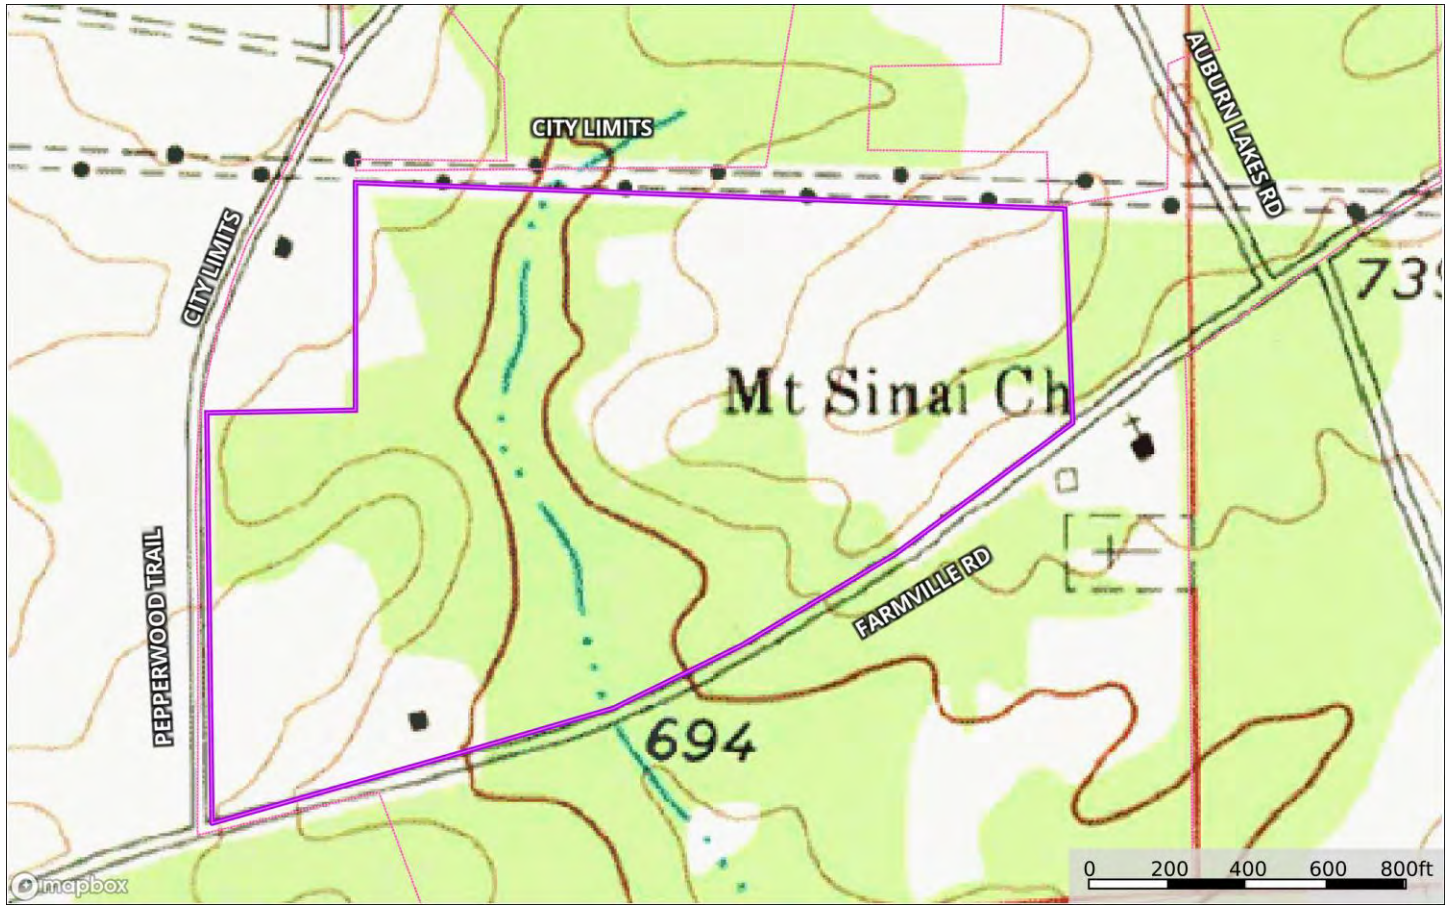 CITY LIMITS
AUBURN LAKES RD
CITY LIMITS
739
Mt Sinai Ch
PEPPERWOOD TRAIL
FARMVILLE RD
694
0 200 400 600 800ft
mapbox